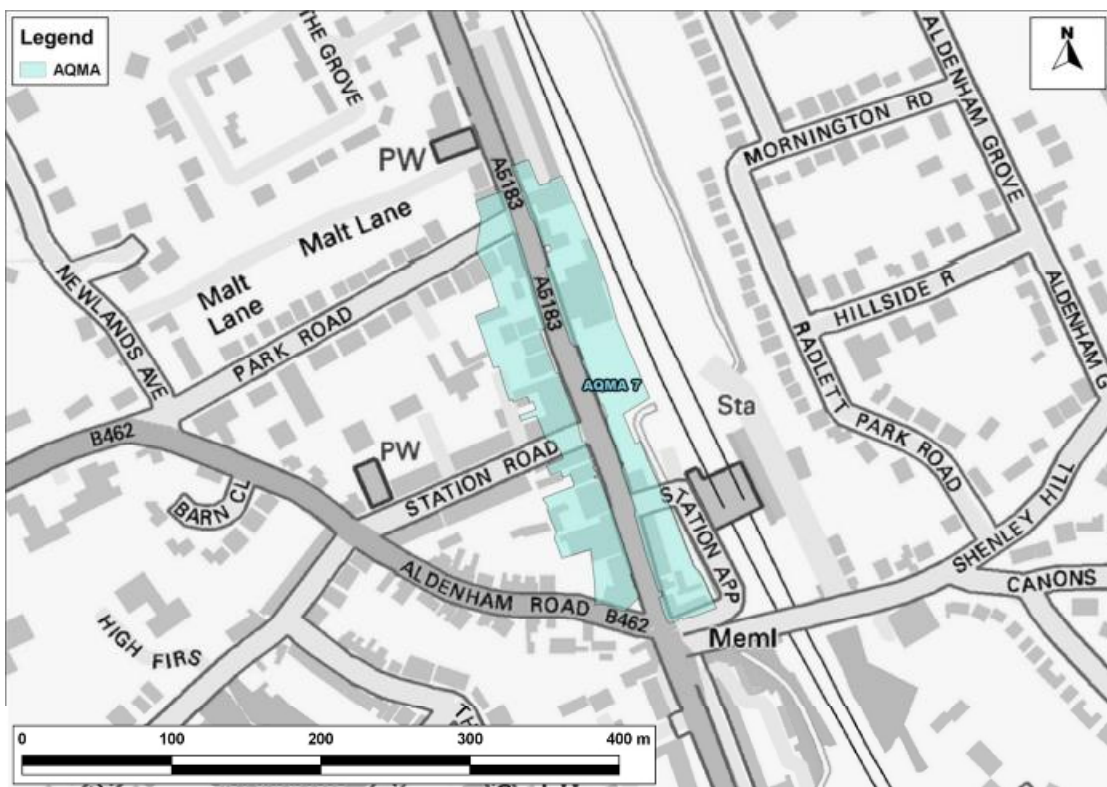 Legend
AQMA
N
THE GROVE
PW
A5183
MORNINGTON RD
ALDENHAM GROVE
Malt Lane
Malt
Lane
NEWLANDS AVE
PARK ROAD
A5183
HILLSIDE R
ALDENHAM G
RADLETT PARK ROAD
AQMA 7
Sta
B462
PW
STATION ROAD
BARN CL
STATION APP
SHENLEY HILL
CANONS
ALDENHAM ROAD
B462
Meml
HIGH FIRS
TH
0 100 200 300 400 m